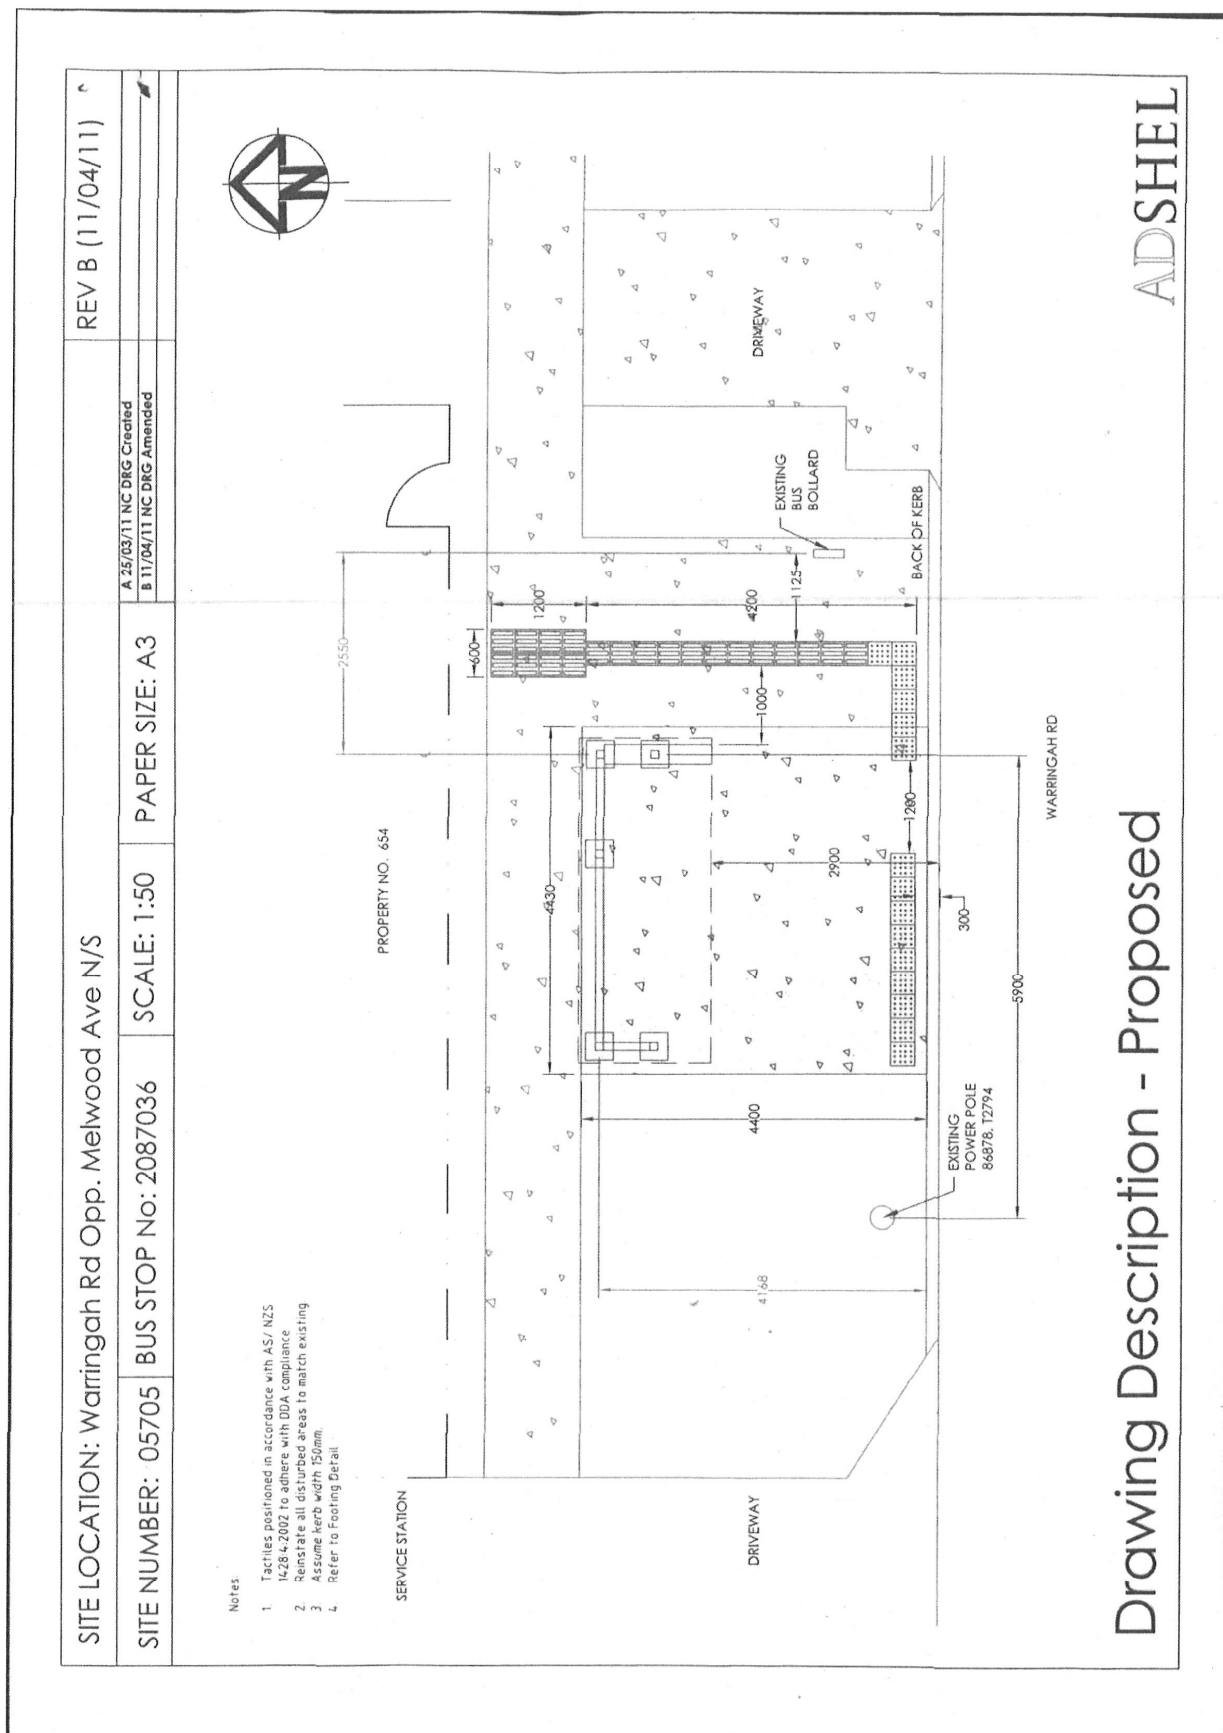 SITE LOCATION: Warringah Rd Opp. Melwood Ave N/S
REV B (11/04/11)
SITE NUMBER: 05705
BUS STOP No: 2087036
SCALE: 1:50
PAPER SIZE: A3
A 25/03/11 NC DRG Created
B 11/04/11 NC DRG Amended
Notes
1 Tactiles positioned in accordance with AS/ NZS
1428.4:2002 to adhere with DDA compliance
2. Reinstate all disturbed areas to match existing
3 Assume kerb width 150mm.
4 Refer to Footing Detail
N
PROPERTY NO. 654
2550
600
1200
SERVICE STATION
4430
4200
1000
1125
EXISTING
BUS
BOLLARD
DRIVEWAY
DRIVEWAY
4168
4400
2900
1200
BACK OF KERB
EXISTING
POWER POLE
86878, T2794
300
5900
WARRINGAH RD
Drawing Description - Proposed
ADSHEL